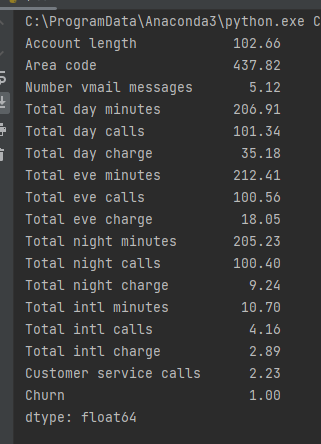 C:\ProgramData\Anaconda3\python.exe C
Account length 102.66
Area code 437.82
Number vmail messages 5.12
Total day minutes 206.91
Total day calls 101.34
Total day charge 35.18
Total eve minutes 212.41
Total eve calls 100.56
Total eve charge 18.05
Total night minutes 205.23
Total night calls 100.40
Total night charge 9.24
Total intl minutes 10.70
Total intl calls 4.16
Total intl charge 2.89
Customer service calls 2.23
Churn 1.00
dtype: float64